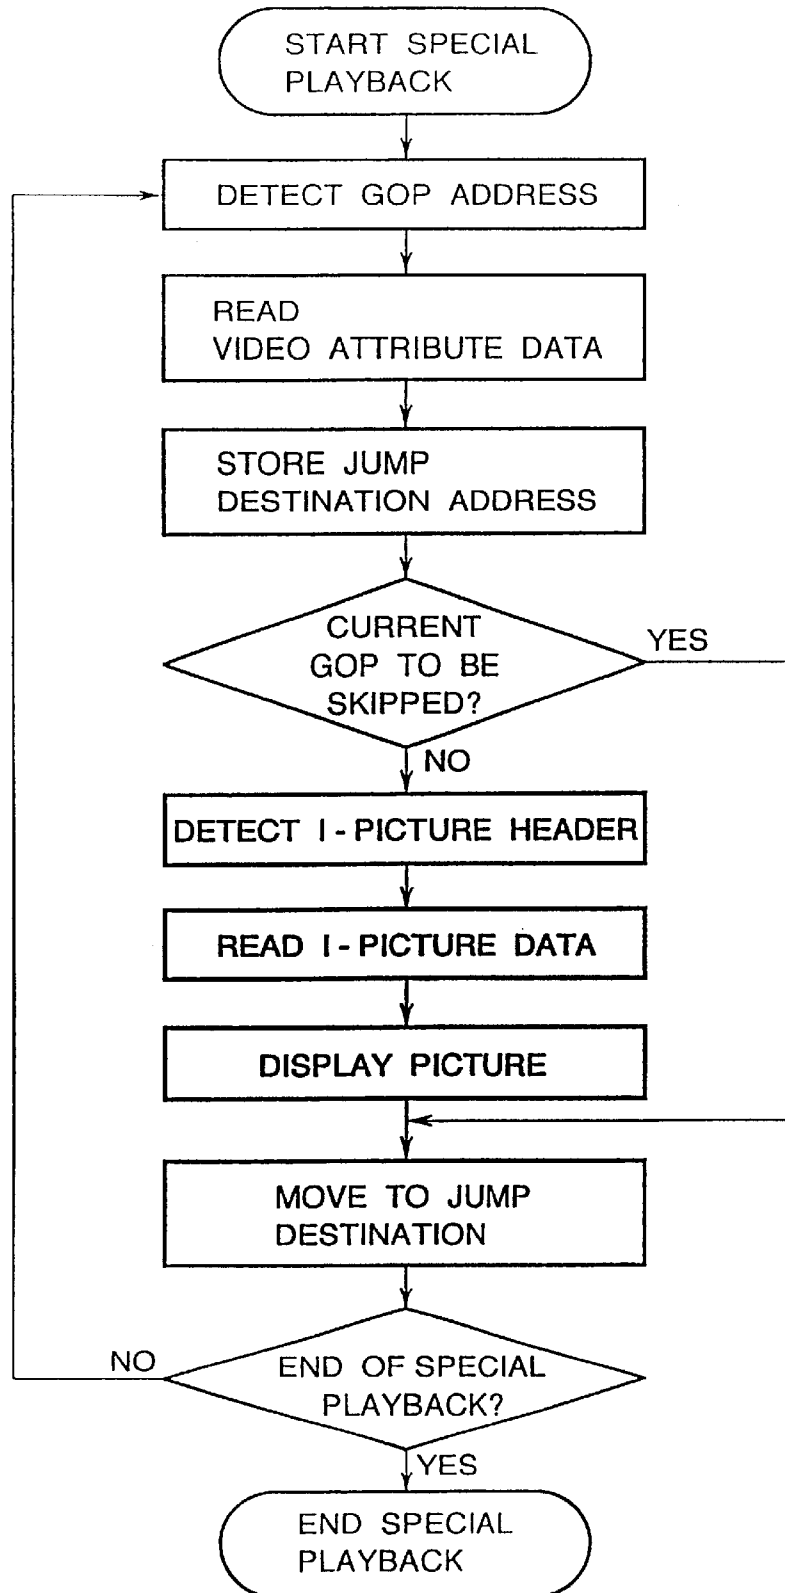 START SPECIAL
PLAYBACK
DETECT GOP ADDRESS
READ
VIDEO ATTRIBUTE DATA
STORE JUMP
DESTINATION ADDRESS
CURRENT
GOP TO BE
SKIPPED?
YES
NO
DETECT I-PICTURE HEADER
READ I-PICTURE DATA
DISPLAY PICTURE
MOVE TO JUMP
DESTINATION
NO
END OF SPECIAL
PLAYBACK?
YES
END SPECIAL
PLAYBACK